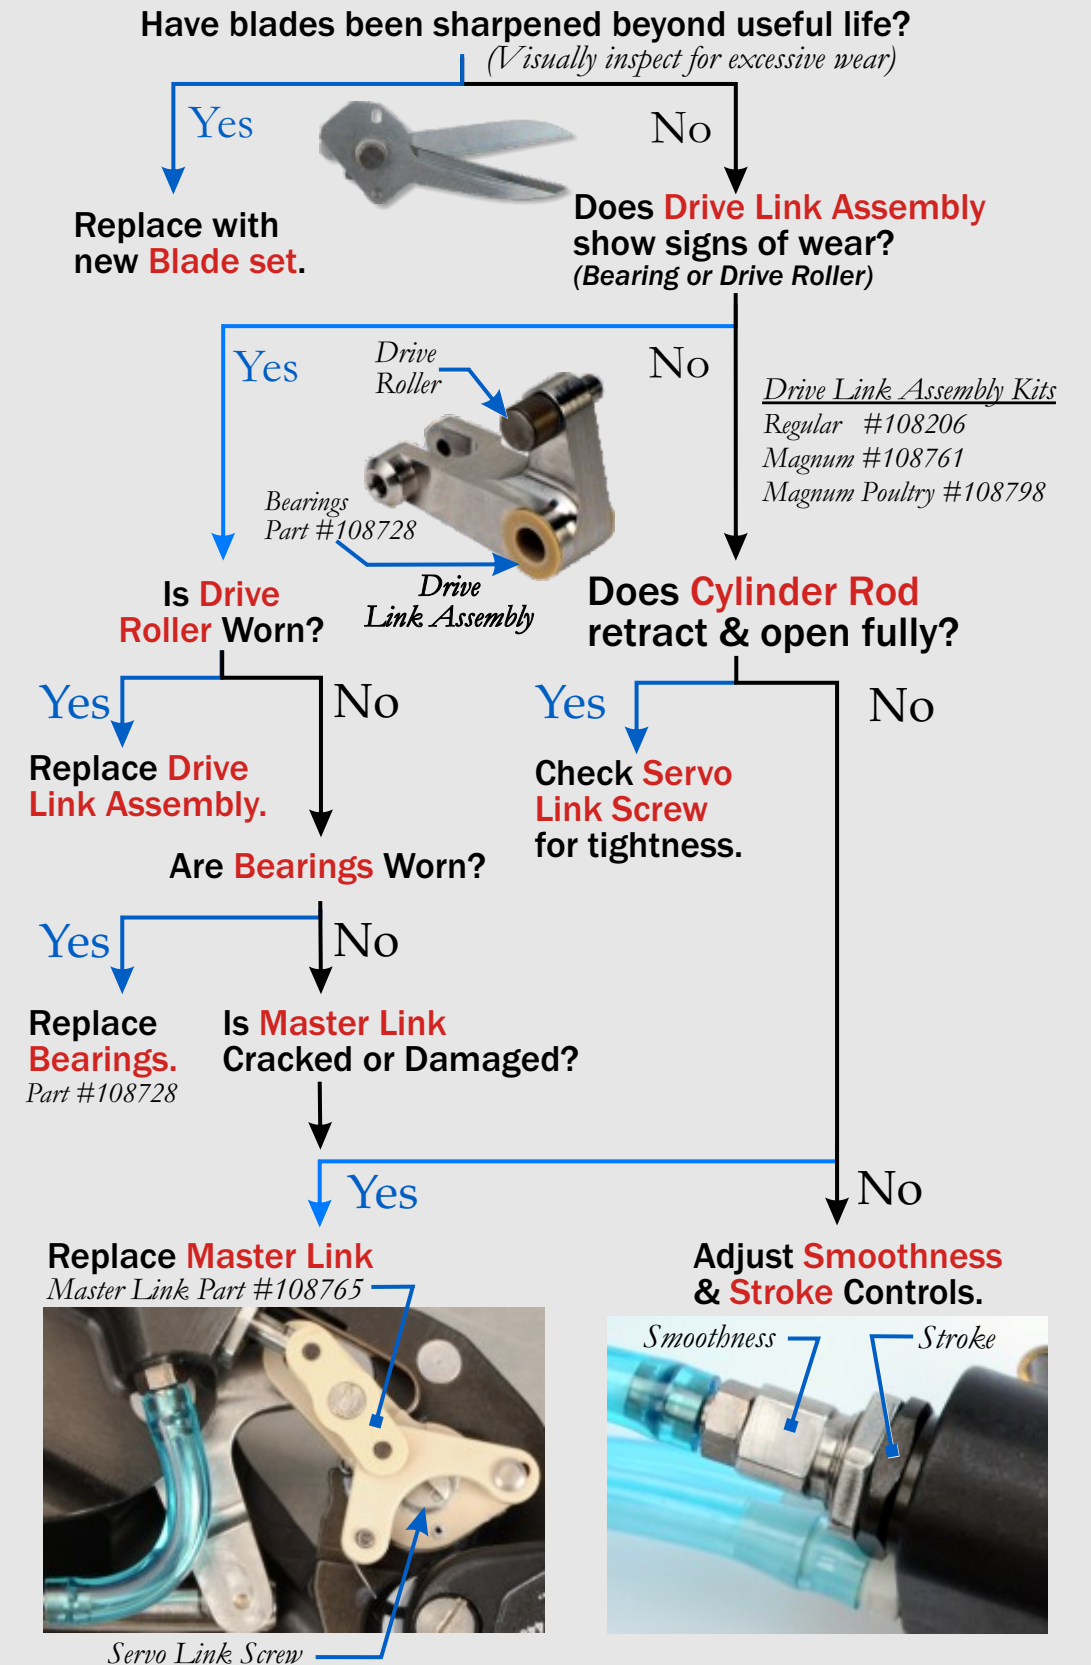 Have blades been sharpened beyond useful life?
(Visually inspect for excessive wear)
Yes
No
Replace with
new Blade set.
Does Drive Link Assembly
show signs of wear?
(Bearing or Drive Roller)
Yes
No
Drive
Roller
Drive Link Assembly Kits
Regular #108206
Magnum #108761
Magnum Poultry #108798
Bearings
Part #108728
Drive
Link Assembly
Is Drive
Roller Worn?
Does Cylinder Rod
retract & open fully?
Yes
No
Yes
No
Replace Drive
Link Assembly.
Check Servo
Link Screw
for tightness.
Are Bearings Worn?
Yes
No
Replace
Bearings.
Part #108728
Is Master Link
Cracked or Damaged?
Yes
No
Replace Master Link
Master Link Part #108765
Adjust Smoothness
& Stroke Controls.
Smoothness
Stroke
Servo Link Screw